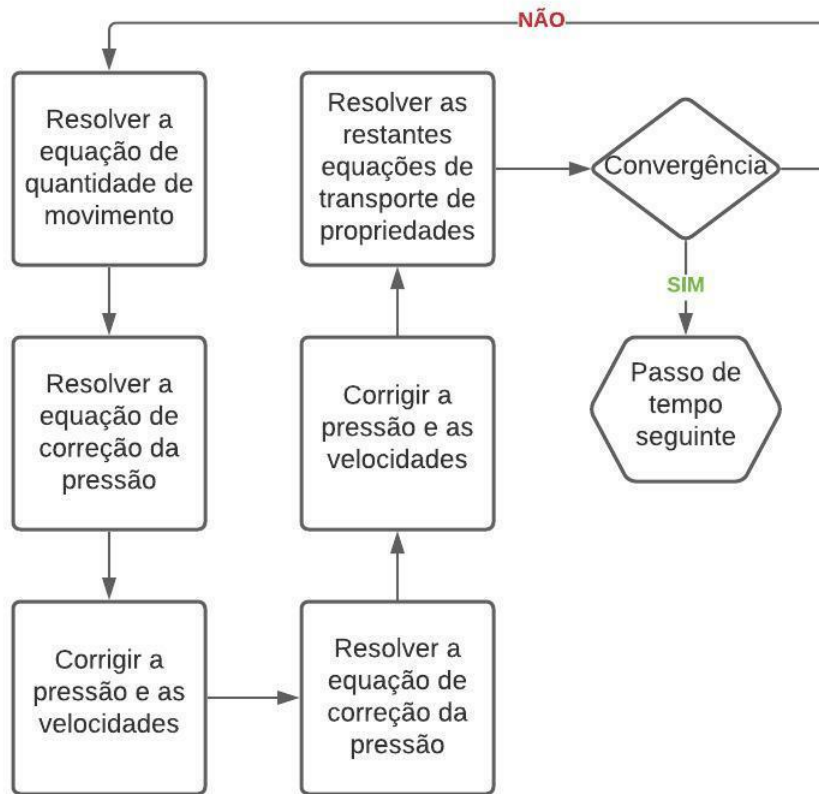 NÃO
Resolver a
equação de
quantidade de
movimento
Resolver a
equação de
correção da
pressão
Corrigir a
pressão e as
velocidades
Resolver a
equação de
correção da
pressão
Corrigir a
pressão e as
velocidades
Resolver as
restantes
equações de
transporte de
propriedades
Convergência
SIM
Passo de
tempo
seguinte